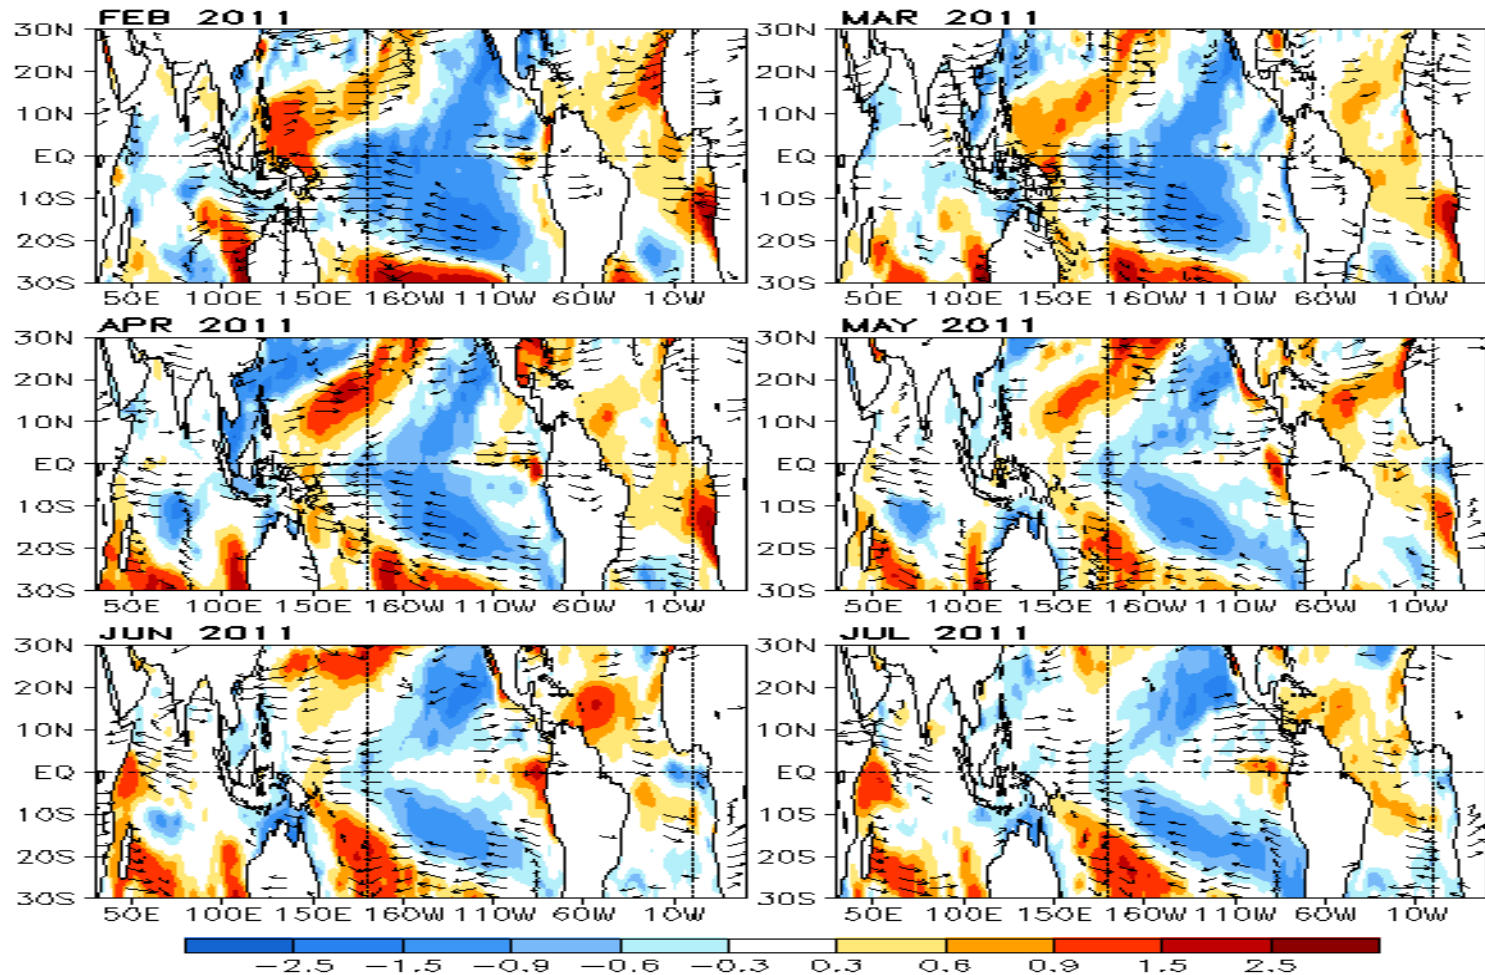 FEB 2011 MAR 2011
30N 30N
20N 20N
10N 10N
EQ EQ
10S 10S
20S 20S
30S 30S
50E 100E 150E 160W 110W 60W 10W 50E 100E 150E 160W 110W 60W 10W
APR 2011 MAY 2011
30N 30N
20N 20N
10N 10N
EQ EQ
10S 10S
20S 20S
30S 30S
50E 100E 150E 160W 110W 60W 10W 50E 100E 150E 160W 110W 60W 10W
JUN 2011 JUL 2011
30N 30N
20N 20N
10N 10N
EQ EQ
10S 10S
20S 20S
30S 30S
50E 100E 150E 160W 110W 60W 10W 50E 100E 150E 160W 110W 60W 10W
-2.5 -1.5 -0.9 -0.6 -0.3 0.3 0.6 0.9 1.5 2.5